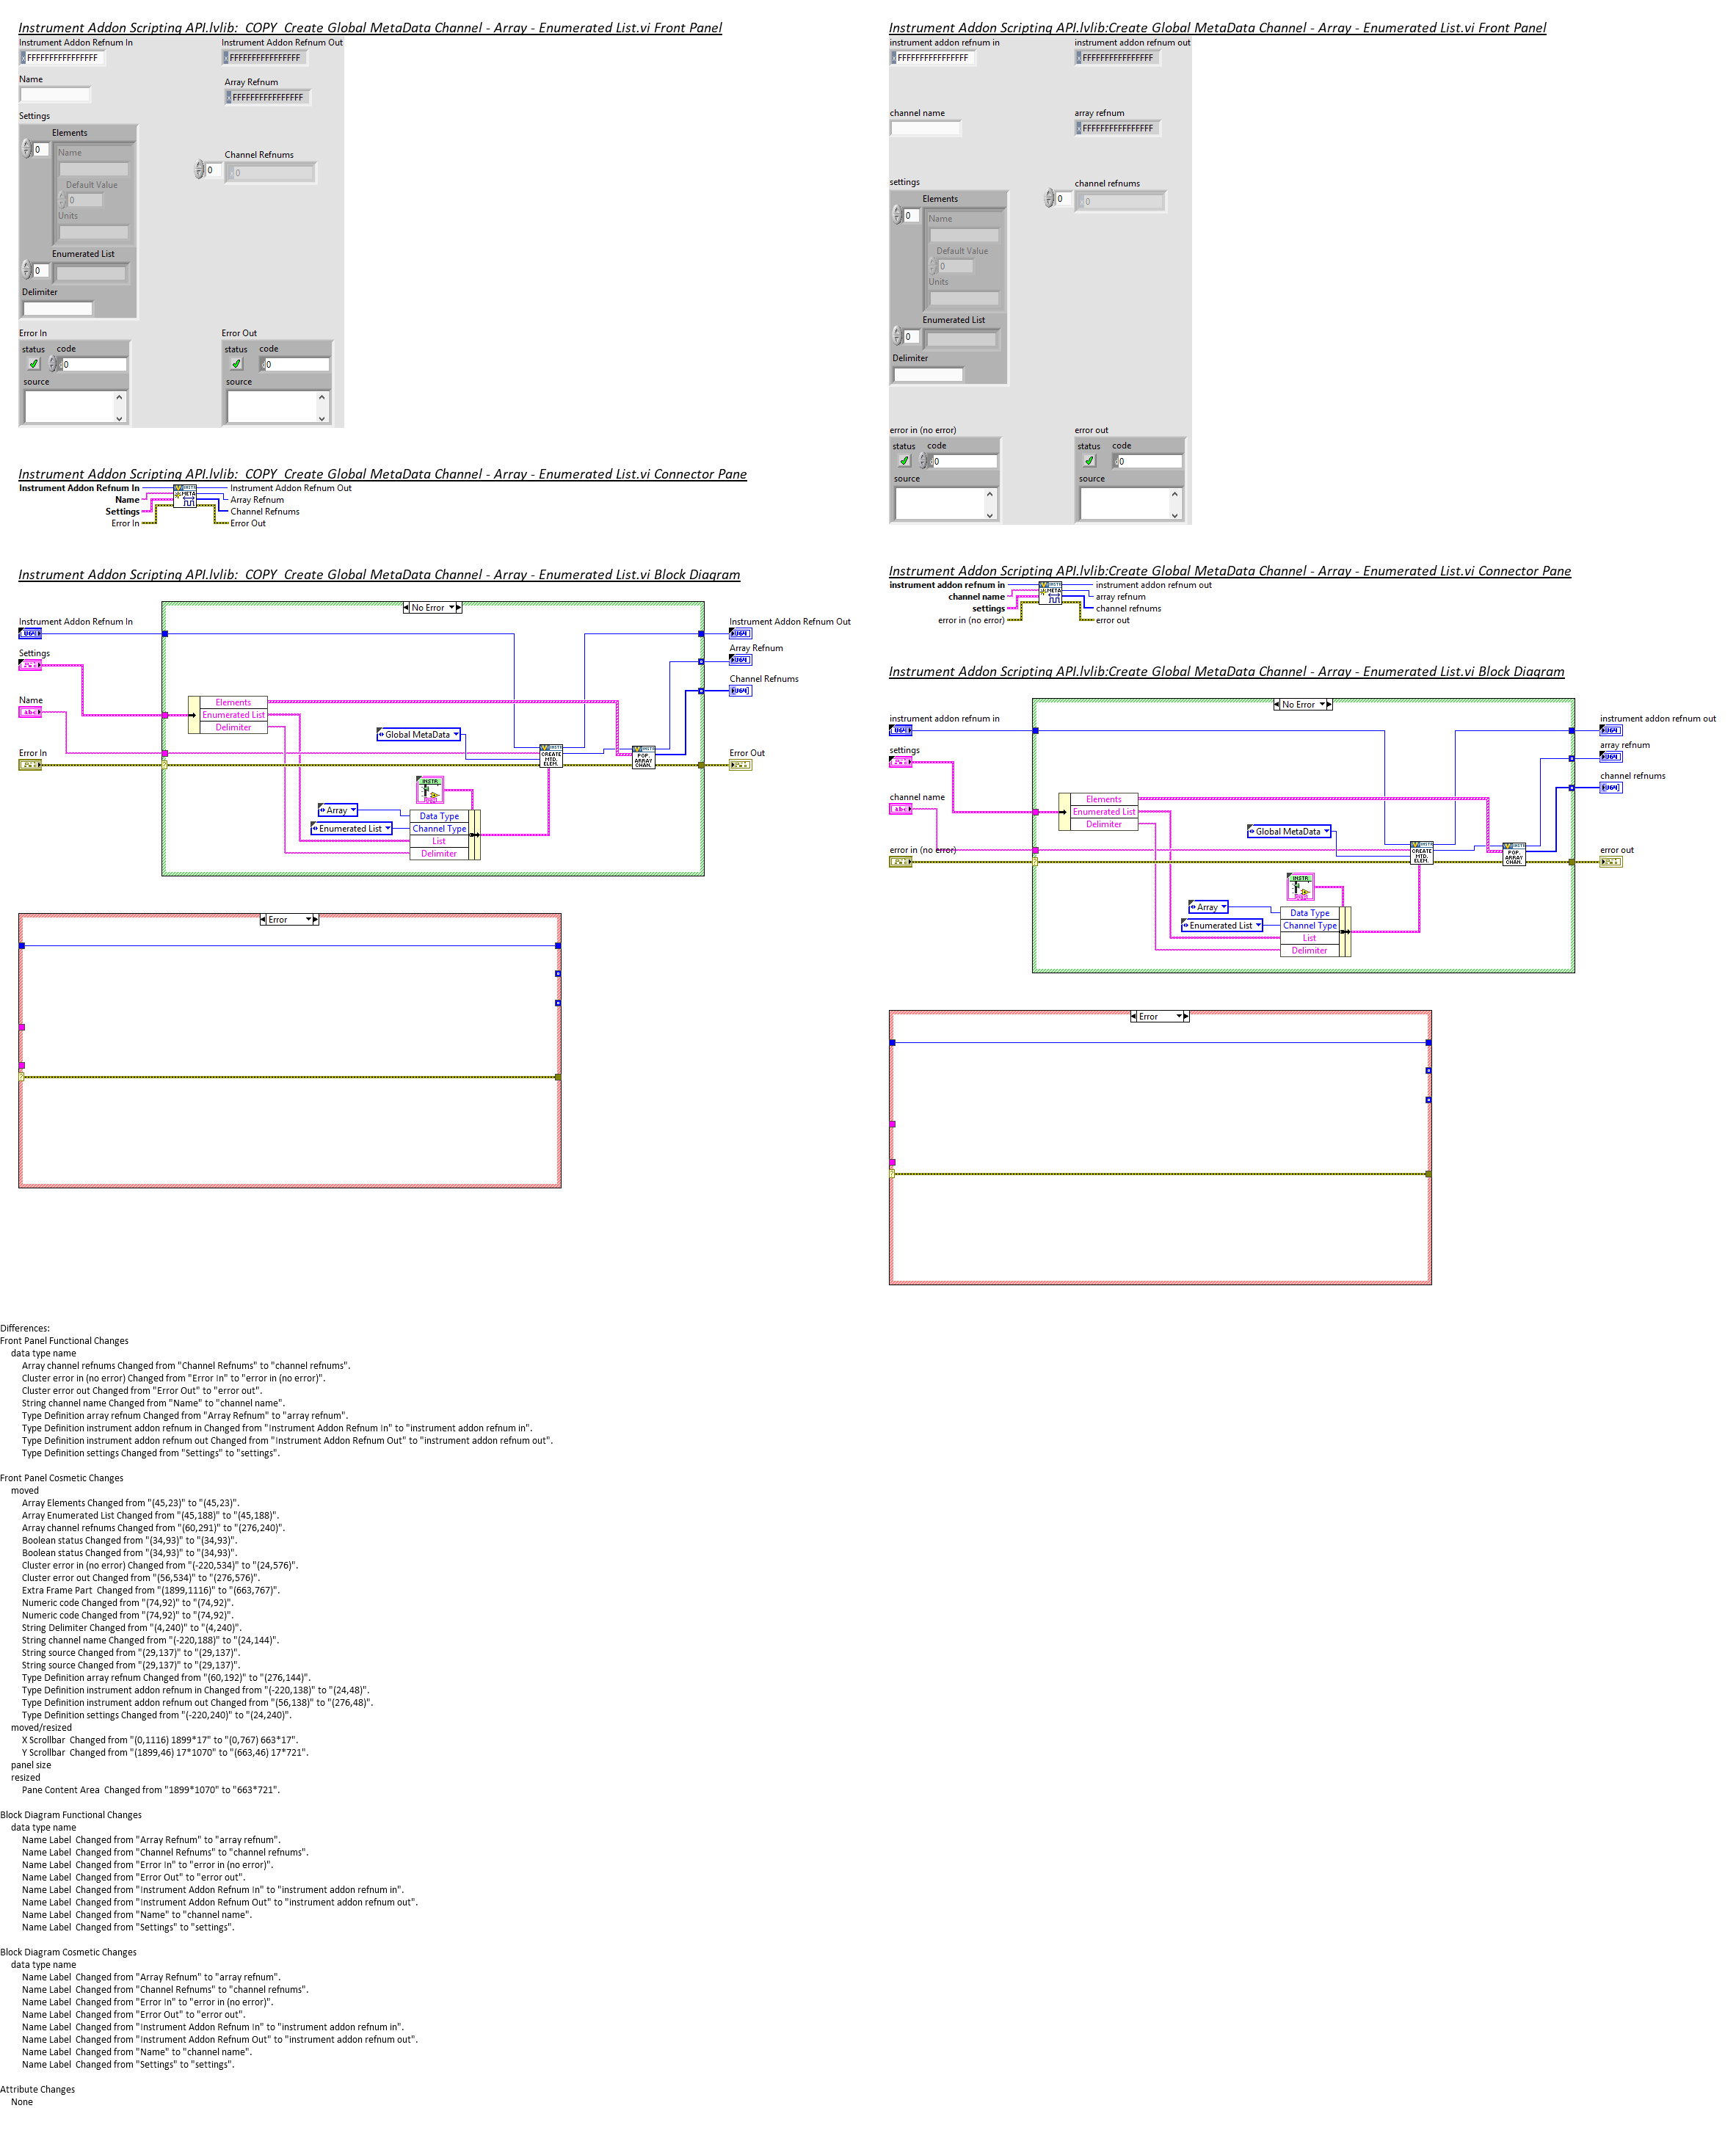 Instrument Addon Scripting API.lvlib:_COPY_Create Global MetaData Channel - Array - Enumerated List.vi Front Panel
Instrument Addon Refnum In
Instrument Addon Refnum Out
x FFFFFFFFFFFFFFFF
x FFFFFFFFFFFFFFFF
Name
Array Refnum
x FFFFFFFFFFFFFFFF
Settings
Elements
0
Name
Default Value
0
Units
Channel Refnums
0
x 0
Enumerated List
0
Delimiter
Error In
Error Out
status
code
d 0
source
status
code
d 0
source
Instrument Addon Scripting API.lvlib:_COPY_Create Global MetaData Channel - Array - Enumerated List.vi Connector Pane
Instrument Addon Refnum In
Name
Settings
Error In
INSTR
META
Instrument Addon Refnum Out
Array Refnum
Channel Refnums
Error Out
Instrument Addon Scripting API.lvlib:_COPY_Create Global MetaData Channel - Array - Enumerated List.vi Block Diagram
No Error
Instrument Addon Refnum In
U64
Settings
Name
abc
Error In
Elements
Enumerated List
Delimiter
Global MetaData
INSTR
CREATE
MTD.
ELEM.
INSTR
POP.
ARRAY
CHAN.
INSTR
Array
Enumerated List
Data Type
Channel Type
List
Delimiter
Instrument Addon Refnum Out
U64
Array Refnum
U64
Channel Refnums
[U64]
Error Out
Error
Instrument Addon Scripting API.lvlib:Create Global MetaData Channel - Array - Enumerated List.vi Front Panel
instrument addon refnum in
instrument addon refnum out
x FFFFFFFFFFFFFFFF
x FFFFFFFFFFFFFFFF
channel name
array refnum
x FFFFFFFFFFFFFFFF
settings
channel refnums
Elements
0
Name
Default Value
0
Units
0
x 0
Enumerated List
0
Delimiter
error in (no error)
error out
status
code
d 0
source
status
code
d 0
source
Instrument Addon Scripting API.lvlib:Create Global MetaData Channel - Array - Enumerated List.vi Connector Pane
instrument addon refnum in
channel name
settings
error in (no error)
INSTR
META
instrument addon refnum out
array refnum
channel refnums
error out
Instrument Addon Scripting API.lvlib:Create Global MetaData Channel - Array - Enumerated List.vi Block Diagram
No Error
instrument addon refnum in
U64
settings
channel name
abc
error in (no error)
Elements
Enumerated List
Delimiter
Global MetaData
INSTR
CREATE
MTD.
ELEM.
INSTR
POP.
ARRAY
CHAN.
INSTR
Array
Enumerated List
Data Type
Channel Type
List
Delimiter
instrument addon refnum out
U64
array refnum
U64
channel refnums
[U64]
error out
Error
Differences:
Front Panel Functional Changes
data type name
Array channel refnums Changed from "Channel Refnums" to "channel refnums".
Cluster error in (no error) Changed from "Error In" to "error in (no error)".
Cluster error out Changed from "Error Out" to "error out".
String channel name Changed from "Name" to "channel name".
Type Definition array refnum Changed from "Array Refnum" to "array refnum".
Type Definition instrument addon refnum in Changed from "Instrument Addon Refnum In" to "instrument addon refnum in".
Type Definition instrument addon refnum out Changed from "Instrument Addon Refnum Out" to "instrument addon refnum out".
Type Definition settings Changed from "Settings" to "settings".
Front Panel Cosmetic Changes
moved
Array Elements Changed from "(45,23)" to "(45,23)".
Array Enumerated List Changed from "(45,188)" to "(45,188)".
Array channel refnums Changed from "(60,291)" to "(276,240)".
Boolean status Changed from "(34,93)" to "(34,93)".
Boolean status Changed from "(34,93)" to "(34,93)".
Cluster error in (no error) Changed from "(-220,534)" to "(24,576)".
Cluster error out Changed from "(56,534)" to "(276,576)".
Extra Frame Part  Changed from "(1899,1116)" to "(663,767)".
Numeric code Changed from "(74,92)" to "(74,92)".
Numeric code Changed from "(74,92)" to "(74,92)".
String Delimiter Changed from "(4,240)" to "(4,240)".
String channel name Changed from "(-220,188)" to "(24,144)".
String source Changed from "(29,137)" to "(29,137)".
String source Changed from "(29,137)" to "(29,137)".
Type Definition array refnum Changed from "(60,192)" to "(276,144)".
Type Definition instrument addon refnum in Changed from "(-220,138)" to "(24,48)".
Type Definition instrument addon refnum out Changed from "(56,138)" to "(276,48)".
Type Definition settings Changed from "(-220,240)" to "(24,240)".
moved/resized
X Scrollbar  Changed from "(0,1116) 1899*17" to "(0,767) 663*17".
Y Scrollbar  Changed from "(1899,46) 17*1070" to "(663,46) 17*721".
panel size
resized
Pane Content Area  Changed from "1899*1070" to "663*721".
Block Diagram Functional Changes
data type name
Name Label  Changed from "Array Refnum" to "array refnum".
Name Label  Changed from "Channel Refnums" to "channel refnums".
Name Label  Changed from "Error In" to "error in (no error)".
Name Label  Changed from "Error Out" to "error out".
Name Label  Changed from "Instrument Addon Refnum In" to "instrument addon refnum in".
Name Label  Changed from "Instrument Addon Refnum Out" to "instrument addon refnum out".
Name Label  Changed from "Name" to "channel name".
Name Label  Changed from "Settings" to "settings".
Block Diagram Cosmetic Changes
data type name
Name Label  Changed from "Array Refnum" to "array refnum".
Name Label  Changed from "Channel Refnums" to "channel refnums".
Name Label  Changed from "Error In" to "error in (no error)".
Name Label  Changed from "Error Out" to "error out".
Name Label  Changed from "Instrument Addon Refnum In" to "instrument addon refnum in".
Name Label  Changed from "Instrument Addon Refnum Out" to "instrument addon refnum out".
Name Label  Changed from "Name" to "channel name".
Name Label  Changed from "Settings" to "settings".
Attribute Changes
None